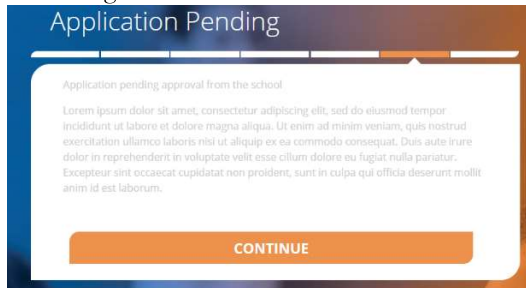 Application Pending
Application pending approval from the school
Lorem ipsum dolor sit amet, consectetur adipiscing elit, sed do eiusmod tempor
incididunt ut labore et dolore magna aliqua. Ut enim ad minim veniam, quis nostrud
exercitation ullamco laboris nisi ut aliquip ex ea commodo consequat. Duis aute irure
dolor in reprehenderit in voluptate velit esse cillum dolore eu fugiat nulla pariatur.
Excepteur sint occaecat cupidatat non proident, sunt in culpa qui officia deserunt mollit
anim id est laborum.
CONTINUE